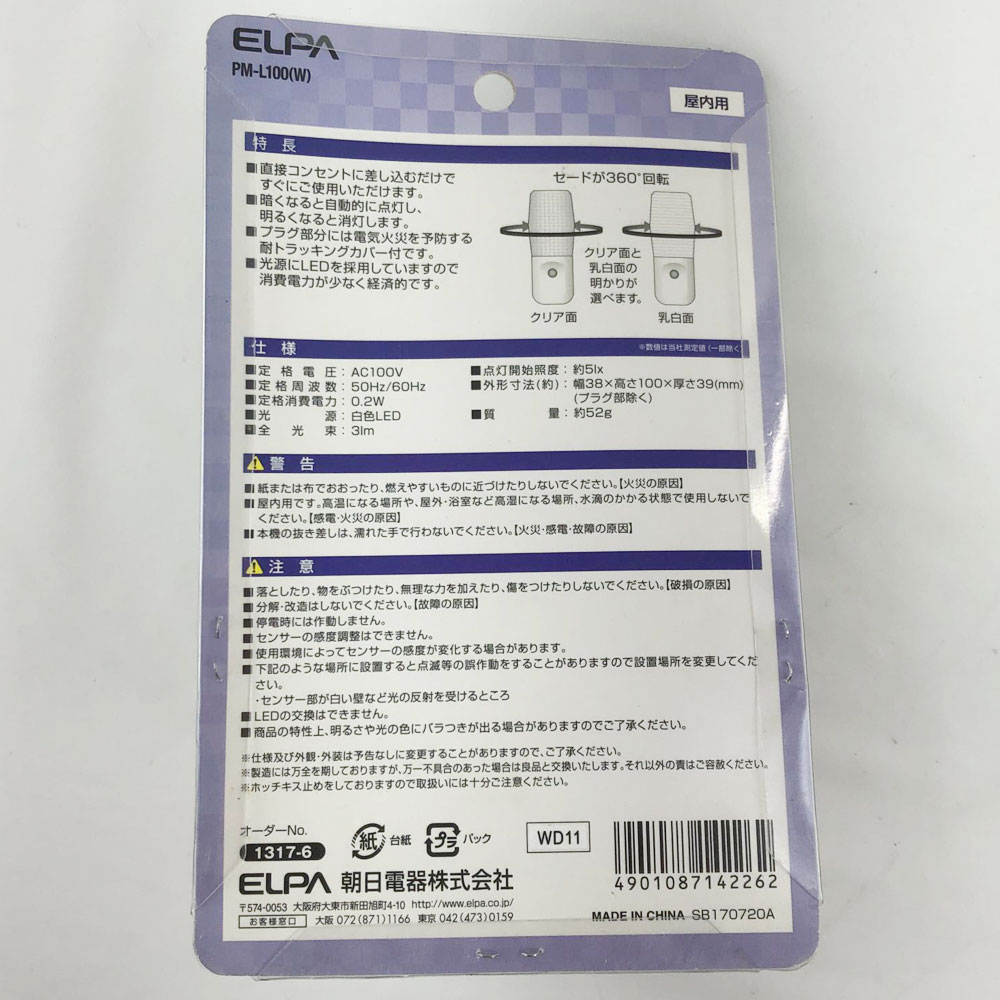 ELPA
PM-L100(W)
屋内用
特長
■直接コンセントに差し込むだけで
すぐにご使用いただけます。
■暗くなると自動的に点灯し、
明るくなると消灯します。
■プラグ部分には電気火災を予防する
耐トラッキングカバー付です。
■光源にLEDを採用していますので
消費電力が少なく経済的です。
セードが360°回転
クリア面と
乳白面の
明かりが
選べます。
クリア面
乳白面
仕様
※数値は当社測定値(一部除く)
■定格電圧：AC100V
■定格周波数：50Hz/60Hz
■定格消費電力：0.2W
■光源：白色LED
■全光束：3lm
■点灯開始照度：約5lx
■外形寸法(約)：幅38×高さ100×厚さ39(mm)
(プラグ部除く)
■質量：約52g
警告
■紙または布でおおったり、燃えやすいものに近づけたりしないでください。【火災の原因】
■屋内用です。高温になる場所や、屋外・浴室など高湿になる場所、水滴のかかる状態で使用しないで
ください。【感電・火災の原因】
■本機の抜き差しは、濡れた手で行わないでください。【火災・感電・故障の原因】
注意
■落としたり、物をぶつけたり、無理な力を加えたり、傷をつけたりしないでください。【破損の原因】
■分解・改造はしないでください。【故障の原因】
■停電時には作動しません。
■センサーの感度調整はできません。
■使用環境によってセンサーの感度が変化する場合があります。
■下記のような場所に設置すると点滅等の誤作動をすることがありますので設置場所を変更してくだ
さい。
・センサー部が白い壁など光の反射を受けるところ
■LEDの交換はできません。
■商品の特性上、明るさや光の色にバラつきが出る場合がありますのでご了承ください。
※仕様及び外観・外装は予告なしに変更することがありますので、ご了承ください。
※製造には万全を期しておりますが、万一不具合のあった場合は良品と交換いたします。それ以外の責はご容赦ください。
※ホッチキス止めをしておりますので取扱いには十分ご注意ください。
オーダーNo.
1317-6
紙 台紙
プラ パック
WD11
4901087142262
ELPA 朝日電器株式会社
〒574-0053 大阪府大東市新田旭町4-10 http://www.elpa.co.jp/
お客様窓口 大阪 072(871)1166 東京 042(473)0159
MADE IN CHINA SB170720A